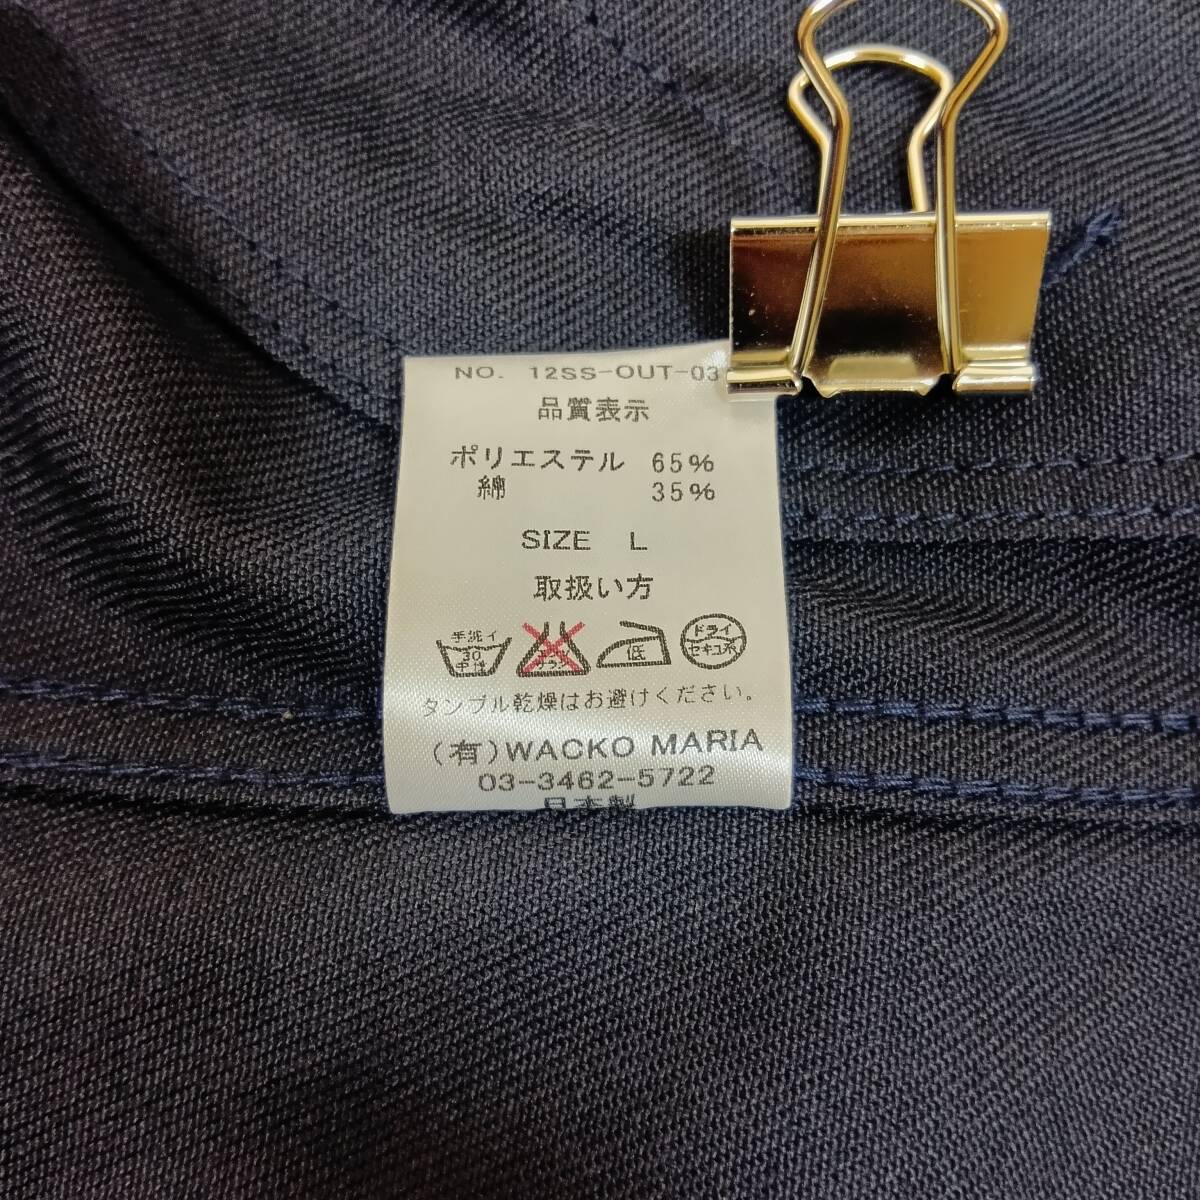 NO. 12SS-OUT-03
品質表示
ポリエステル 65%
綿 35%
SIZE L
取扱い方
手洗イ
30
中性
低
ドライ
セキユ系
タンブル乾燥はお避けください。
(有)WACKO MARIA
03-3462-5722
日本製